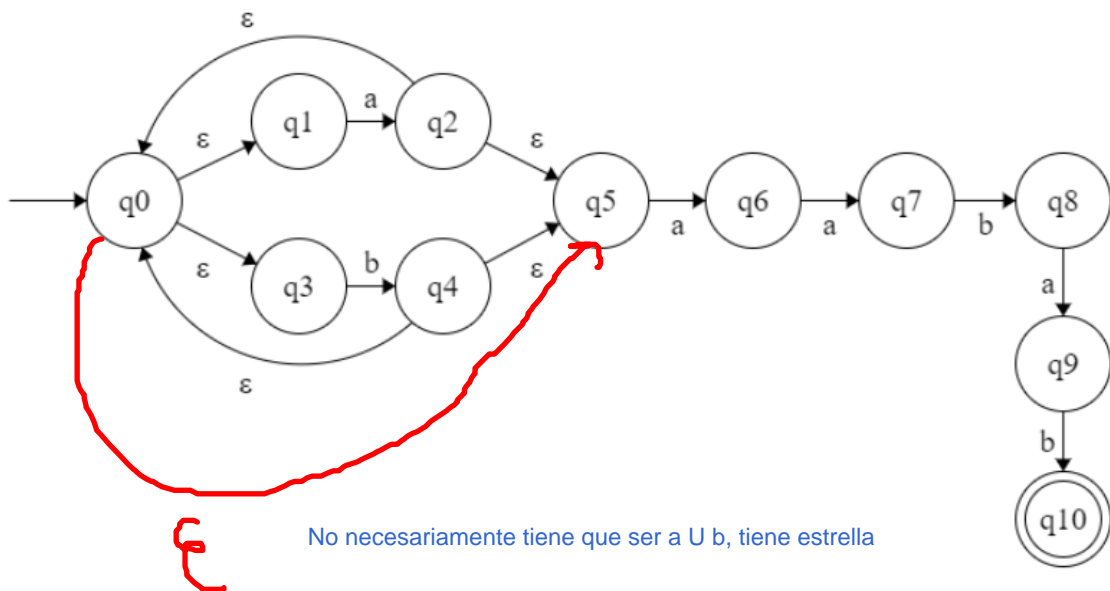 ε
q1
a
q2
ε
ε
q0
q5
a
q6
a
q7
b
q8
ε
q3
b
q4
ε
a
ε
q9
b
q10
ε
No necesariamente tiene que ser a U b, tiene estrella